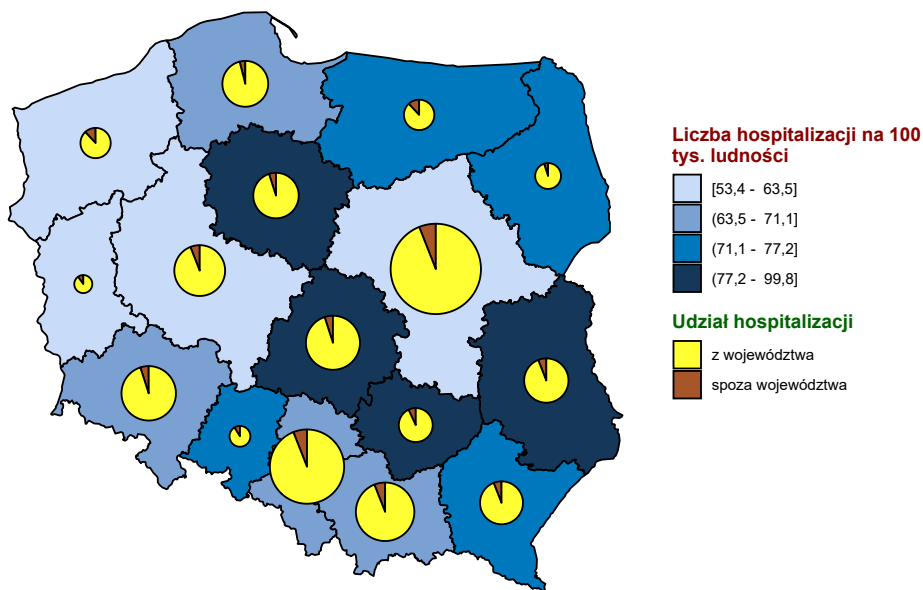 Liczba hospitalizacji na 100
tys. ludności
[53,4 - 63,5]
(63,5 - 71,1]
(71,1 - 77,2]
(77,2 - 99,8]
Udział hospitalizacji
z województwa
spoza województwa